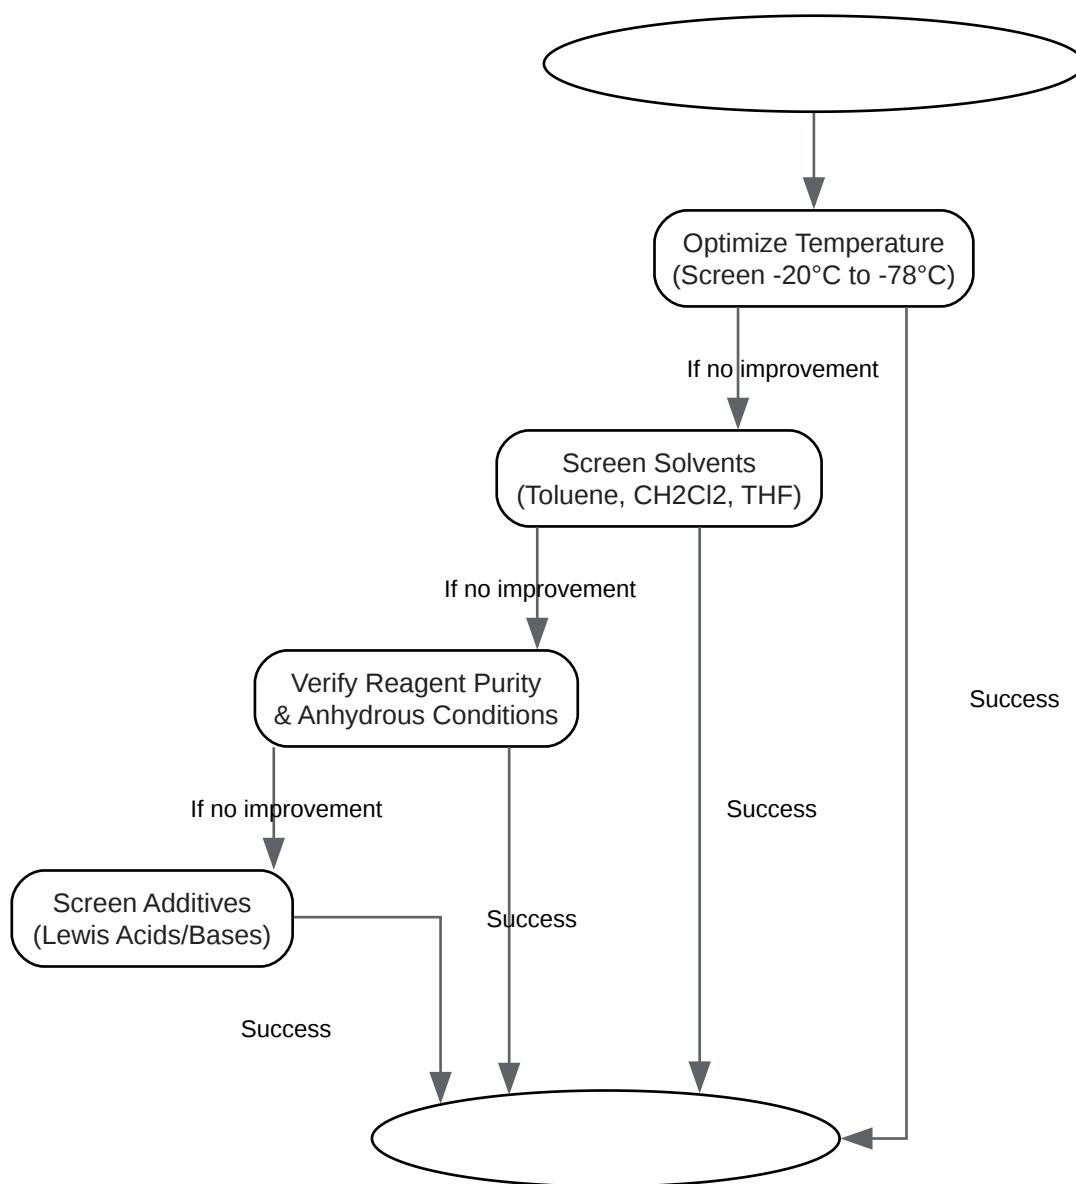 Optimize Temperature
(Screen -20°C to -78°C)
If no improvement
Screen Solvents
(Toluene, CH2Cl2, THF)
If no improvement
Verify Reagent Purity
& Anhydrous Conditions
Success
If no improvement
Success
Screen Additives
(Lewis Acids/Bases)
Success
Success